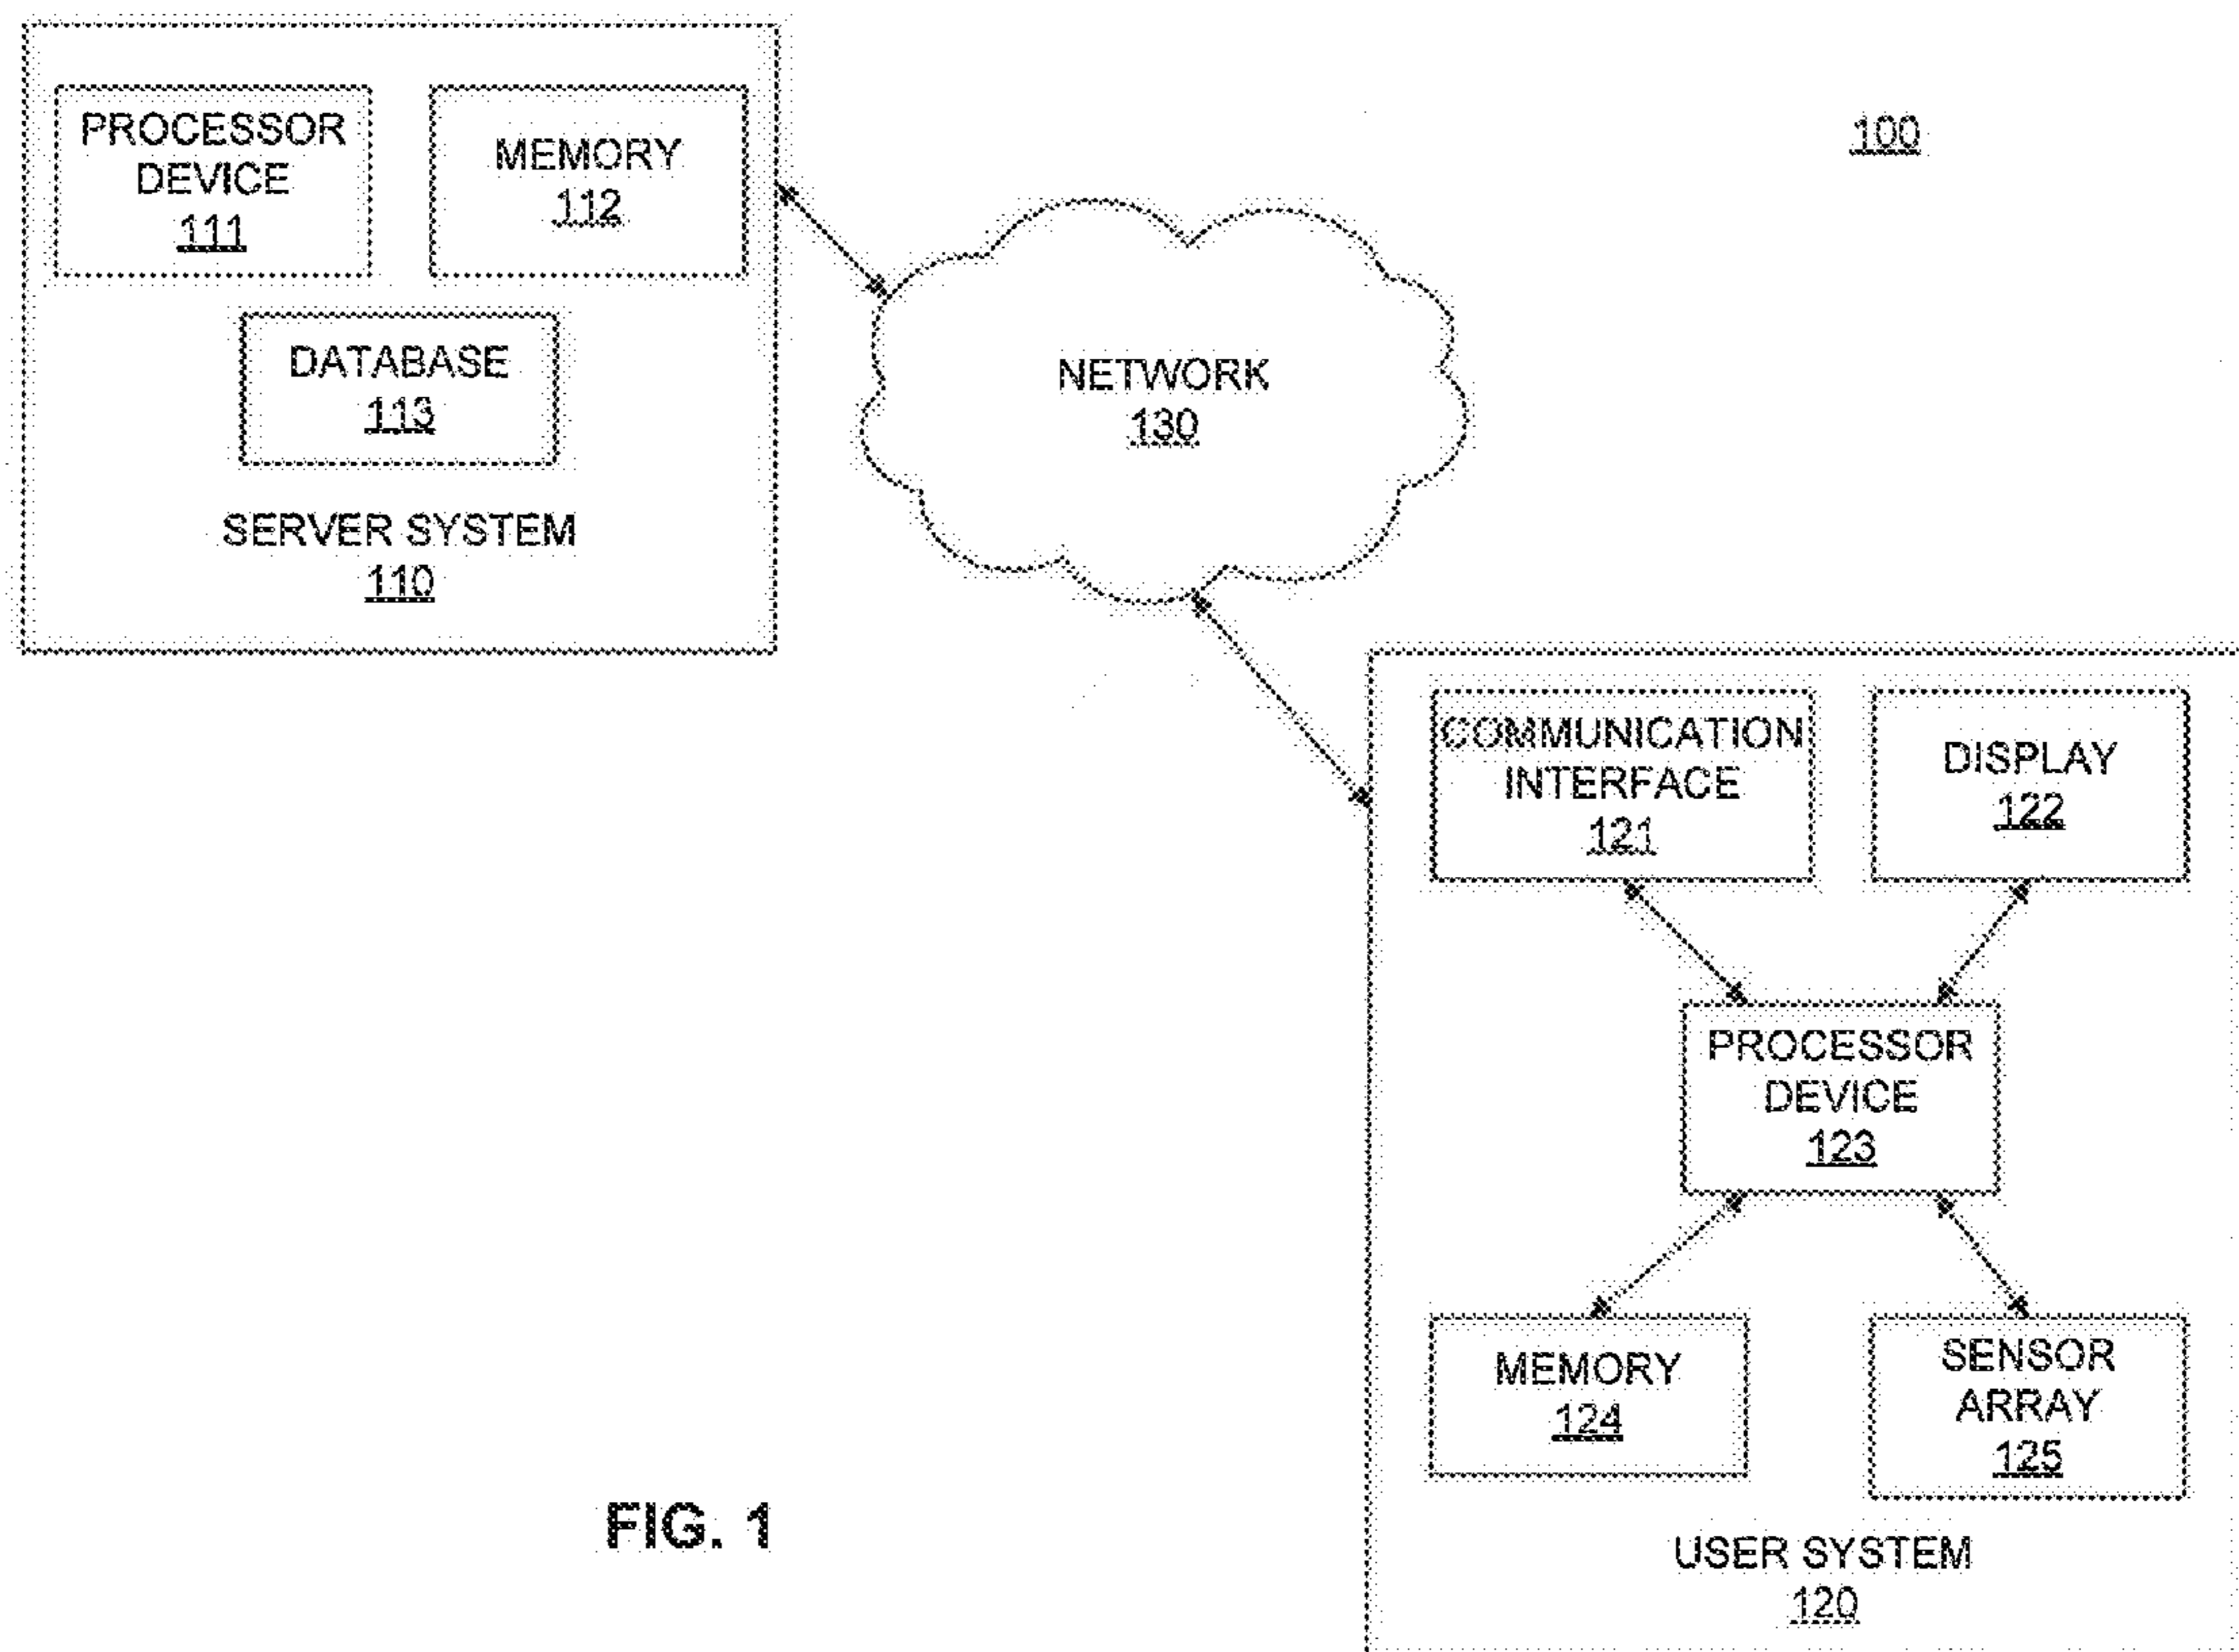 PROCESSOR
DEVICE
111
MEMORY
112
DATABASE
113
SERVER SYSTEM
110
100
NETWORK
130
COMMUNICATION
INTERFACE
121
DISPLAY
122
PROCESSOR
DEVICE
123
MEMORY
124
SENSOR
ARRAY
125
USER SYSTEM
120
FIG. 1